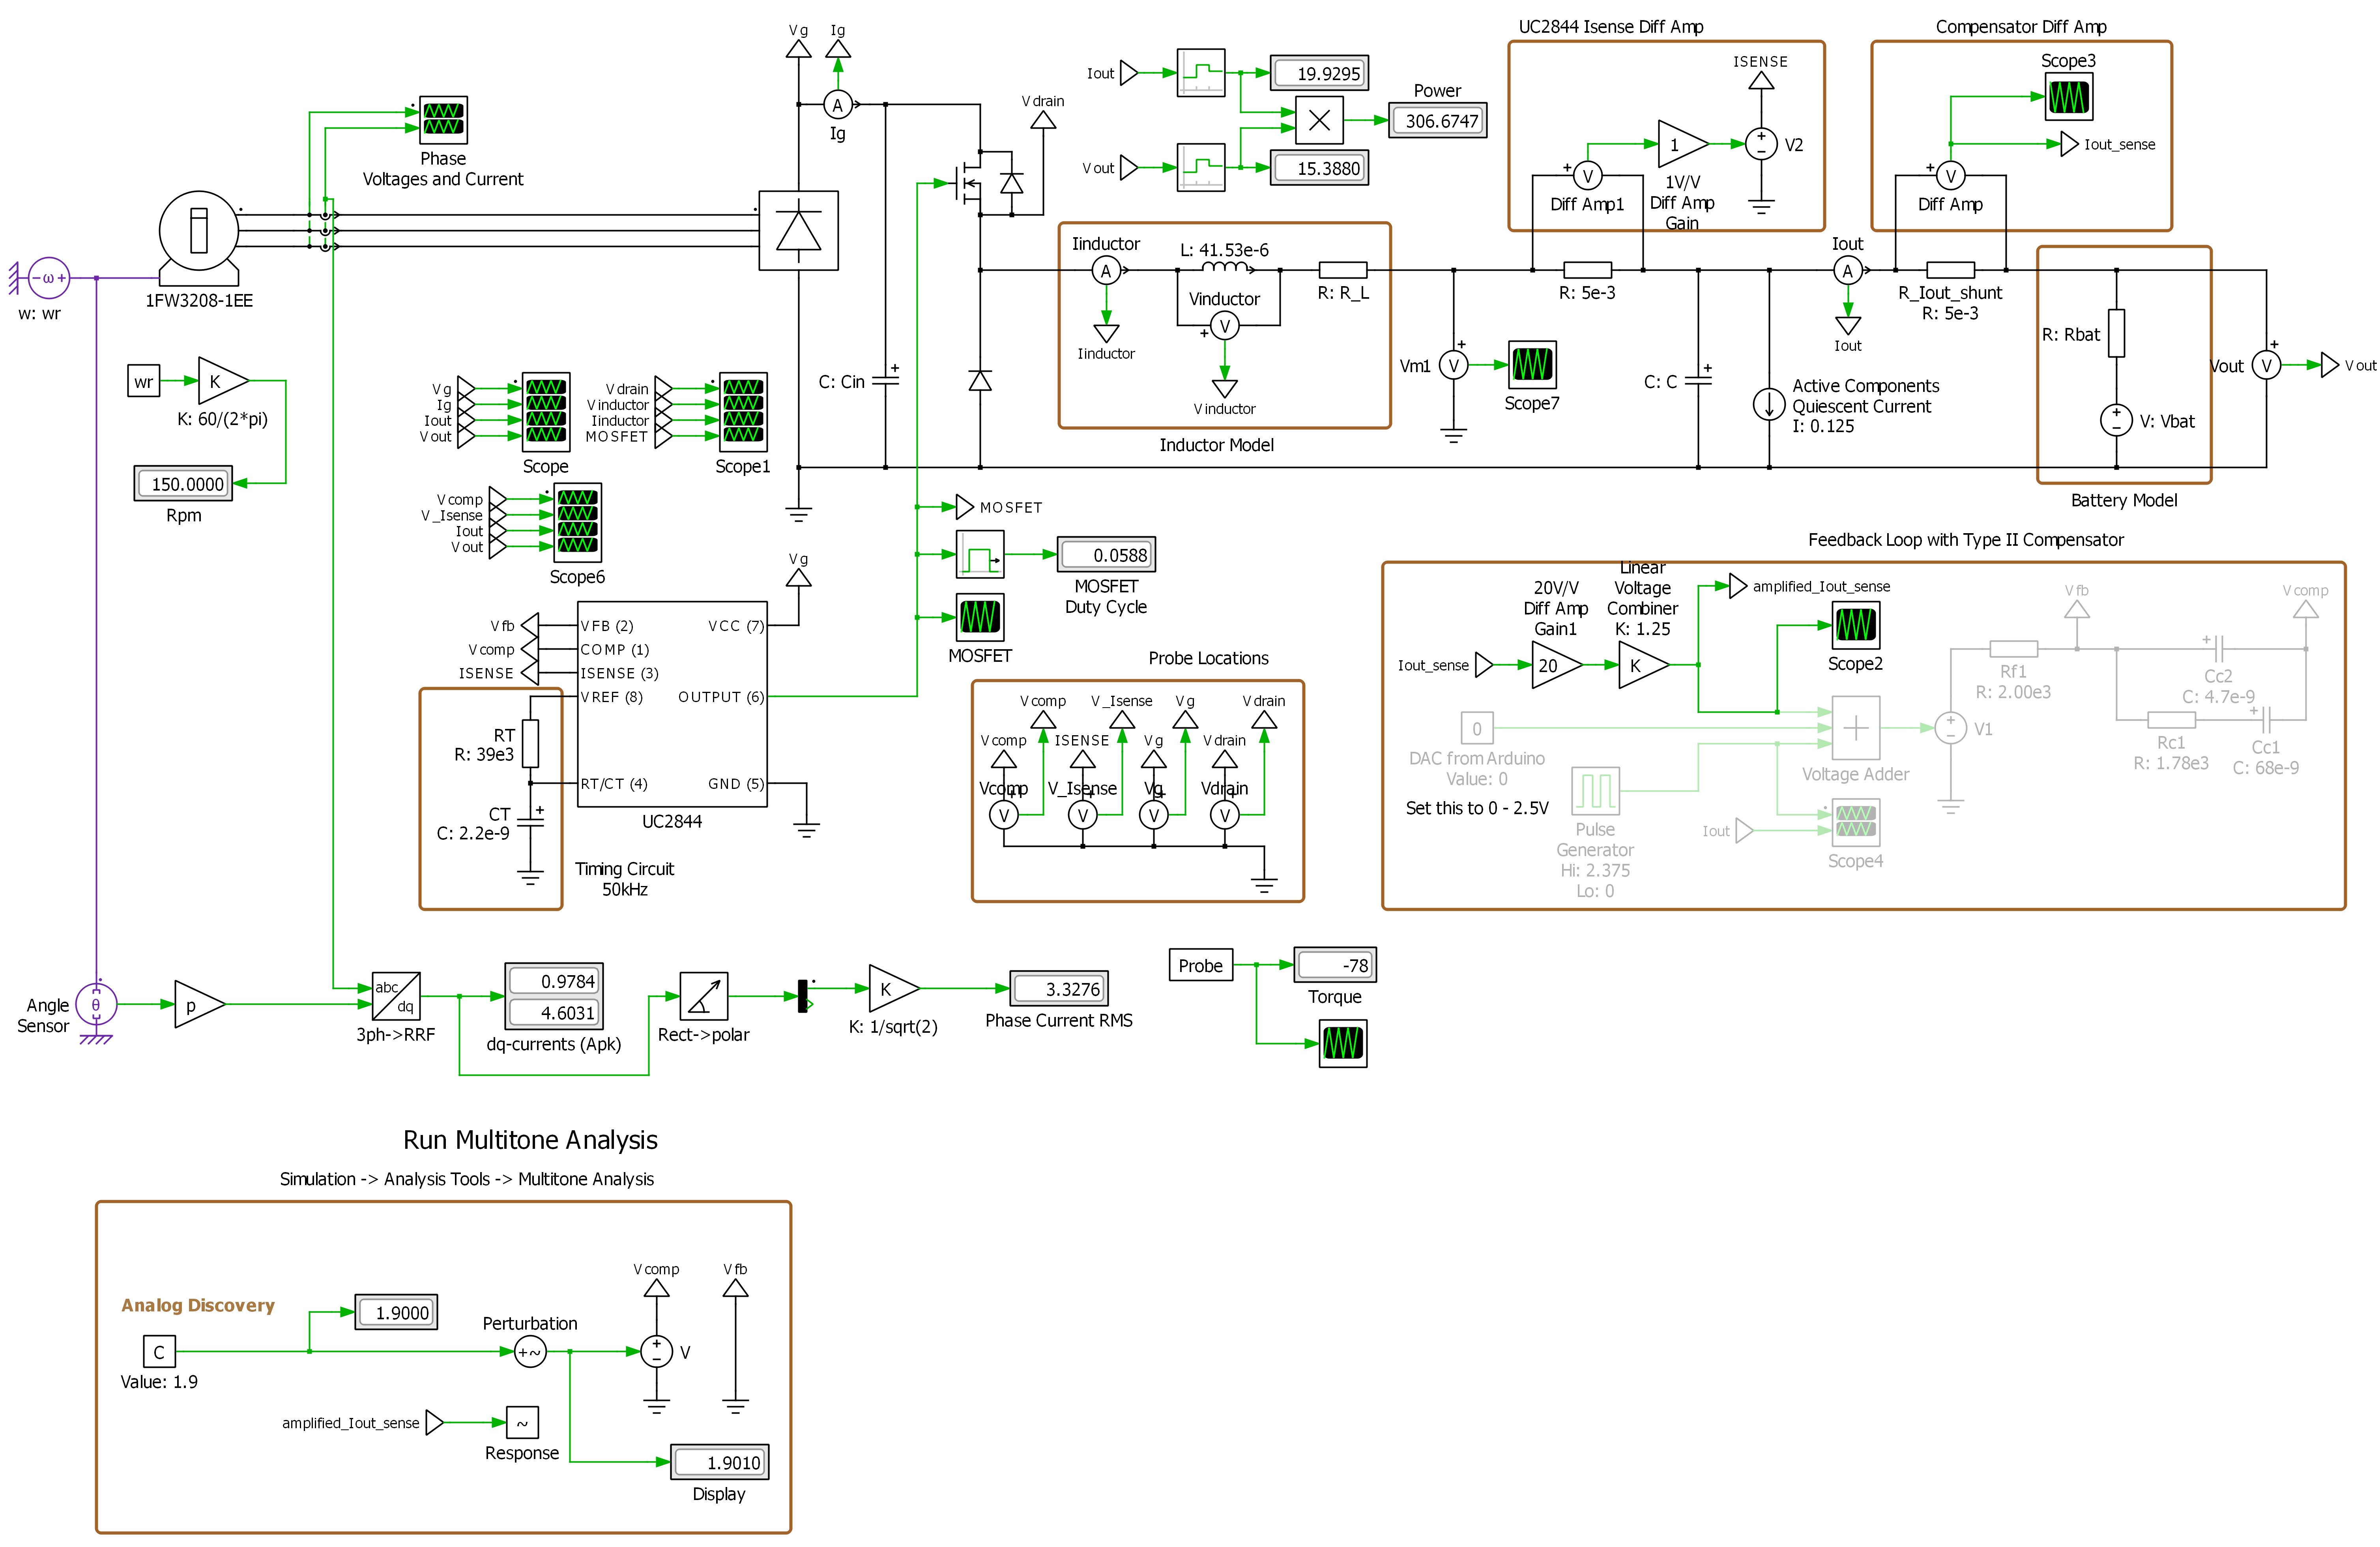 Vg
Ig
A
Ig
Phase
Voltages and Current
1FW3208-1EE
ω
w: wr
wr
K
K: 60/(2*pi)
150.0000
Rpm
Iout
19.9295
Vout
15.3880
Power
306.6747
Vdrain
UC2844 Isense Diff Amp
ISENSE
V2
1
1V/V
Diff Amp
Gain
V
Diff Amp1
Compensator Diff Amp
Scope3
Iout_sense
V
Diff Amp
Iinductor
A
Iinductor
L: 41.53e-6
Vinductor
V
Vinductor
R: R_L
Inductor Model
R: 5e-3
Vm1
V
Scope7
C: Cin
C: C
Active Components
Quiescent Current
I: 0.125
Iout
A
Iout
R_Iout_shunt
R: 5e-3
R: Rbat
V: Vbat
Battery Model
Vout
V
Vout
Vg
Ig
Iout
Vout
Scope
Vdrain
Vinductor
Iinductor
MOSFET
Scope1
Vcomp
V_Isense
Iout
Vout
Scope6
MOSFET
0.0588
MOSFET
Duty Cycle
MOSFET
Vg
Vfb
Vcomp
ISENSE
VFB (2)
COMP (1)
ISENSE (3)
VREF (8)
RT/CT (4)
VCC (7)
OUTPUT (6)
GND (5)
UC2844
RT
R: 39e3
CT
C: 2.2e-9
Timing Circuit
50kHz
Probe Locations
Vcomp
V_Isense
Vg
Vdrain
Vcomp
ISENSE
Vg
Vdrain
Vcomp
V_Isense
Vg
Vdrain
V
V
V
V
Feedback Loop with Type II Compensator
Iout_sense
20V/V
Diff Amp
Gain1
20
Linear
Voltage
Combiner
K: 1.25
K
amplified_Iout_sense
Scope2
0
DAC from Arduino
Value: 0
Set this to 0 - 2.5V
Pulse
Generator
Hi: 2.375
Lo: 0
Voltage Adder
Iout
Scope4
V1
Rf1
R: 2.00e3
Vfb
Vcomp
Cc2
C: 4.7e-9
Rc1
R: 1.78e3
Cc1
C: 68e-9
Angle
Sensor
θ
p
abc
dq
3ph->RRF
0.9784
4.6031
dq-currents (Apk)
Rect->polar
K
K: 1/sqrt(2)
3.3276
Phase Current RMS
Probe
-78
Torque
Run Multitone Analysis
Simulation -> Analysis Tools -> Multitone Analysis
Analog Discovery
1.9000
C
Value: 1.9
Perturbation
+~
Vcomp
V
Vfb
amplified_Iout_sense
~
Response
1.9010
Display